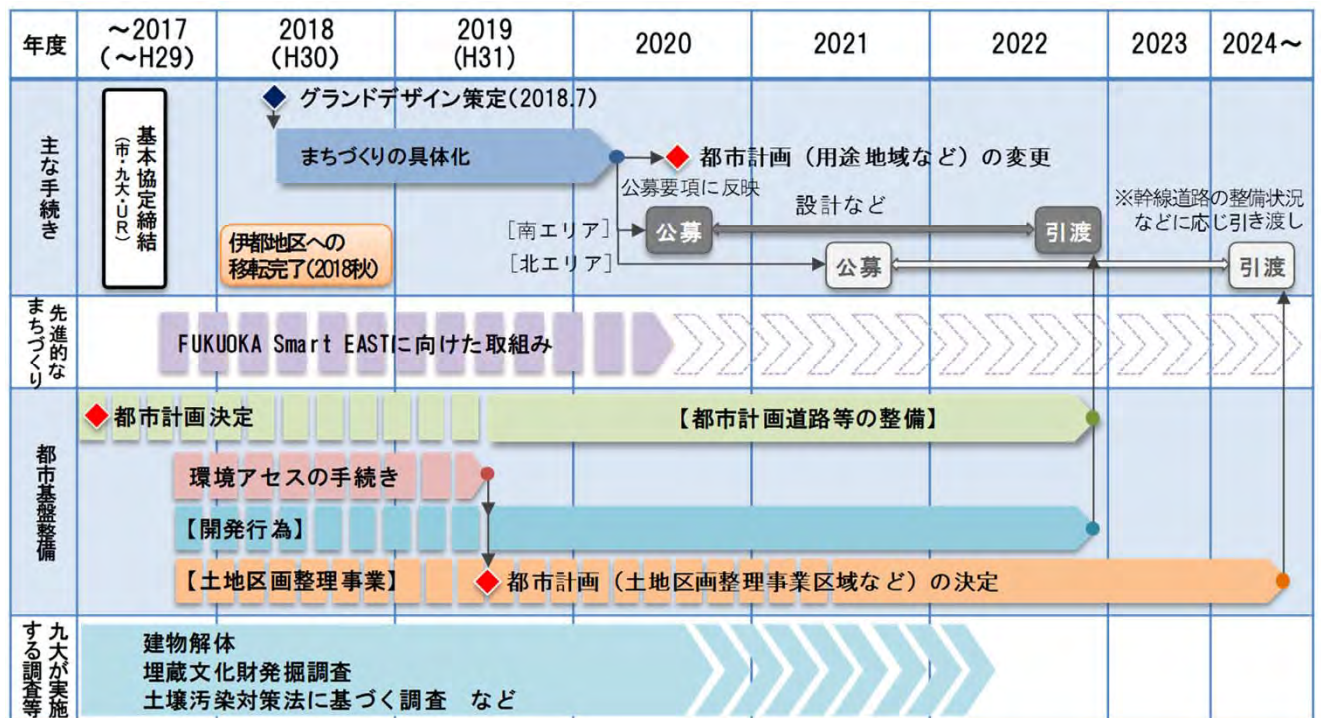 年度
～2017
(～H29)
2018
(H30)
2019
(H31)
2020
2021
2022
2023
2024～
主な手続き
基本協定締結
(市・九大・UR)
グランドデザイン策定(2018.7)
まちづくりの具体化
都市計画（用途地域など）の変更
公募要項に反映
伊都地区への
移転完了(2018秋)
[南エリア]
公募
設計など
引渡
[北エリア]
公募
※幹線道路の整備状況
などに応じ引き渡し
引渡
先進的な
まちづくり
FUKUOKA Smart EASTに向けた取組み
都市基盤整備
都市計画決定
【都市計画道路等の整備】
環境アセスの手続き
【開発行為】
【土地区画整理事業】
都市計画（土地区画整理事業区域など）の決定
九大が実施
する調査等
建物解体
埋蔵文化財発掘調査
土壌汚染対策法に基づく調査　など